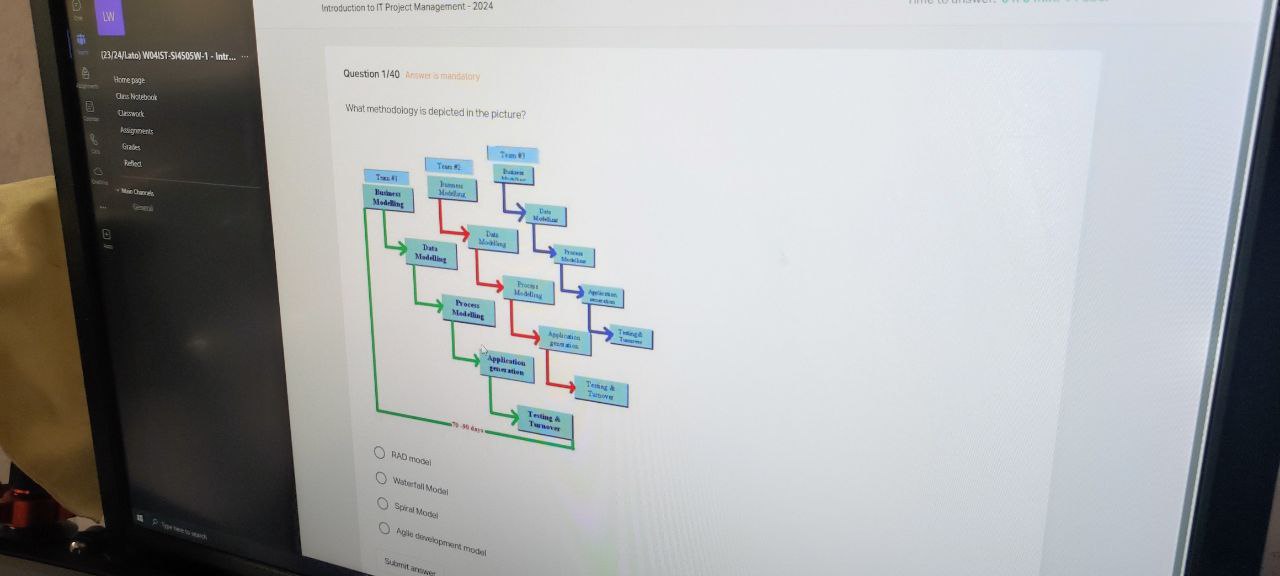 Introduction to IT Project Management - 2024
LW
(23/24/Lato) W04IST-SI4505W-1 - Intr... ...
Home page
Class Notebook
Classwork
Assignments
Grades
Reflect
Main Channels
General
Type here to search
Question 1/40 Answer is mandatory
What methodology is depicted in the picture?
Team #1
Business
Modelling
Data
Modelling
Process
Modelling
Application
generation
Testing &
Turnover
70 -90 days
Team #2
Business
Modelling
Data
Modelling
Process
Modelling
Application
generation
Testing &
Turnover
Team #3
Business
Modelling
Data
Modelling
Process
Modelling
Application
generation
Testing &
Turnover
RAD model
Waterfall Model
Spiral Model
Agile development model
Submit answer